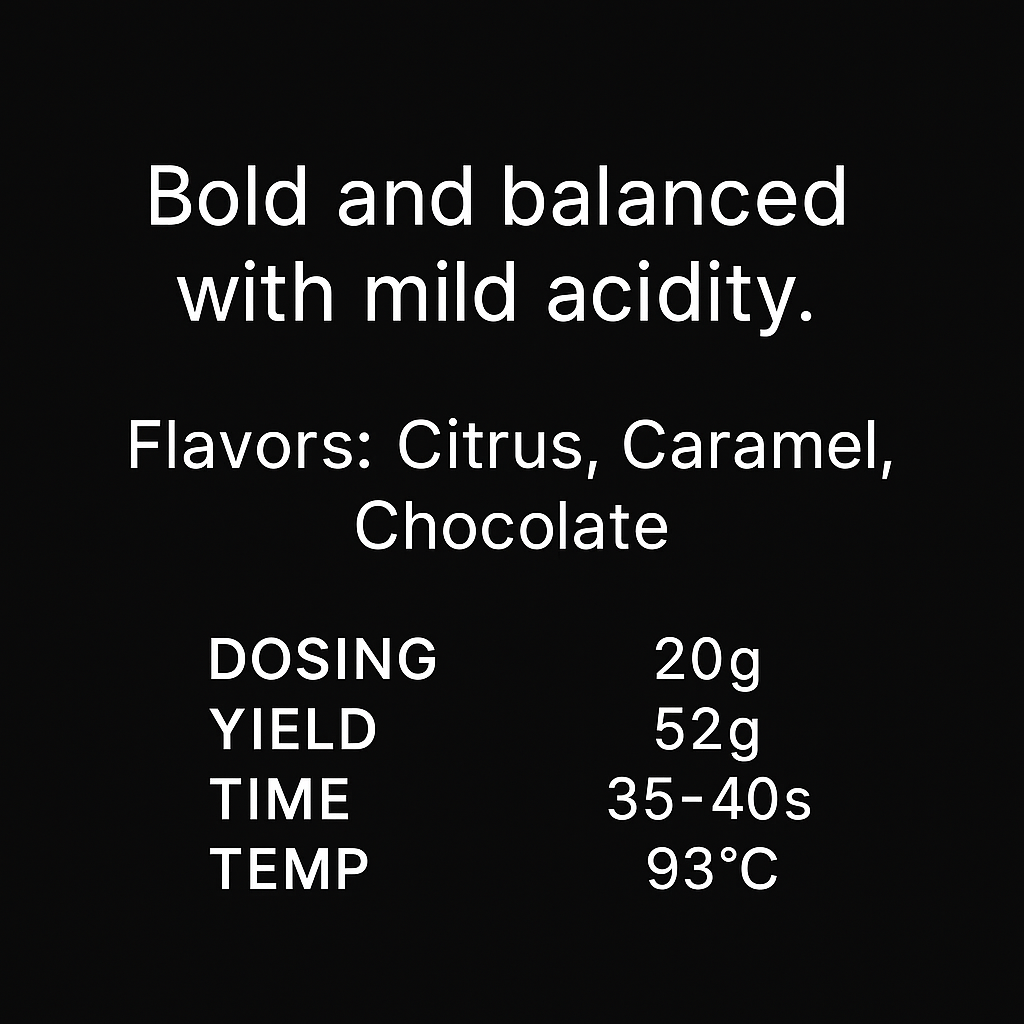 Bold and balanced
with mild acidity.
Flavors: Citrus, Caramel,
Chocolate
DOSING 20g
YIELD 52g
TIME 35-40s
TEMP 93°C